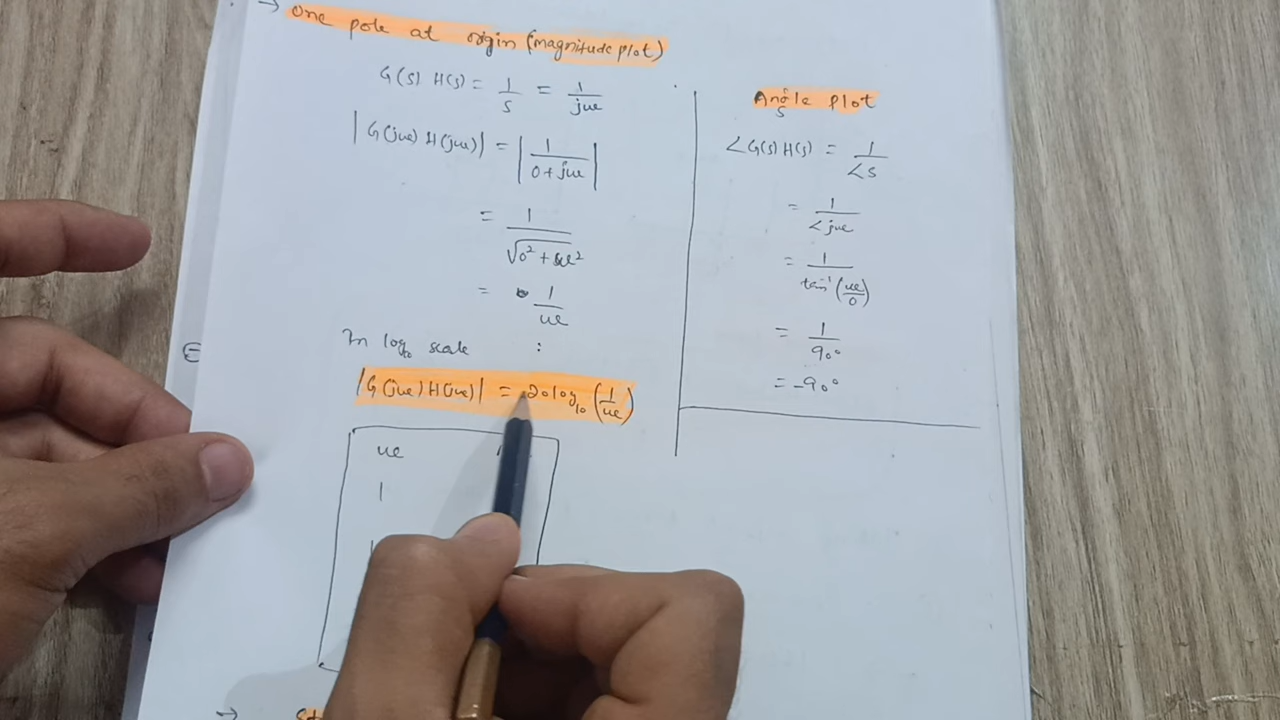 → One pole at origin (magnitude plot)
G(s) H(s) = 1/s = 1/jω
|G(jω) H(jω)| = |1/(0+jω)|
= 1/√(0² + ω²)
= 1/ω
In log₁₀ scale :
|G(jω) H(jω)| = 20 log₁₀ (1/ω)
ω
1
→
Angle plot
∠G(s) H(s) = 1/∠s
= 1/∠jω
= 1/tan⁻¹(ω/0)
= 1/90°
= -90°